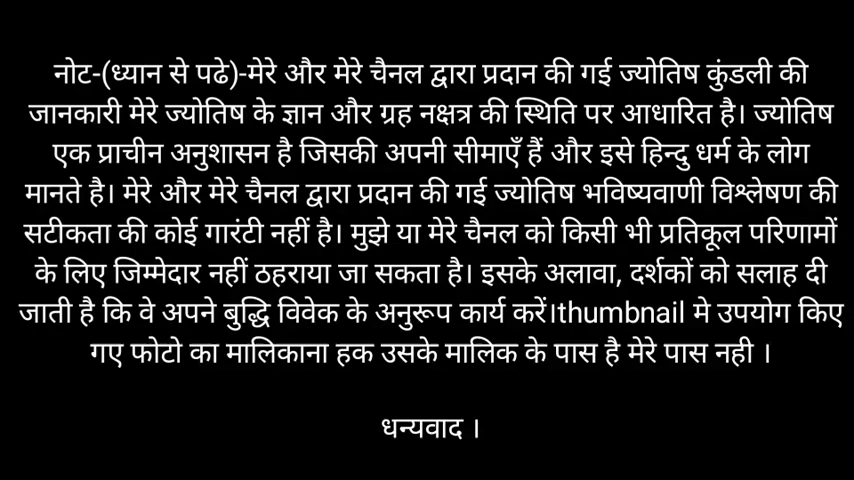 नोट-(ध्यान से पढे)-मेरे और मेरे चैनल द्वारा प्रदान की गई ज्योतिष कुंडली की
जानकारी मेरे ज्योतिष के ज्ञान और ग्रह नक्षत्र की स्थिति पर आधारित है। ज्योतिष
एक प्राचीन अनुशासन है जिसकी अपनी सीमाएँ हैं और इसे हिन्दु धर्म के लोग
मानते है। मेरे और मेरे चैनल द्वारा प्रदान की गई ज्योतिष भविष्यवाणी विश्लेषण की
सटीकता की कोई गारंटी नहीं है। मुझे या मेरे चैनल को किसी भी प्रतिकूल परिणामों
के लिए जिम्मेदार नहीं ठहराया जा सकता है। इसके अलावा, दर्शकों को सलाह दी
जाती है कि वे अपने बुद्धि विवेक के अनुरूप कार्य करें।thumbnail मे उपयोग किए
गए फोटो का मालिकाना हक उसके मालिक के पास है मेरे पास नही ।
धन्यवाद ।